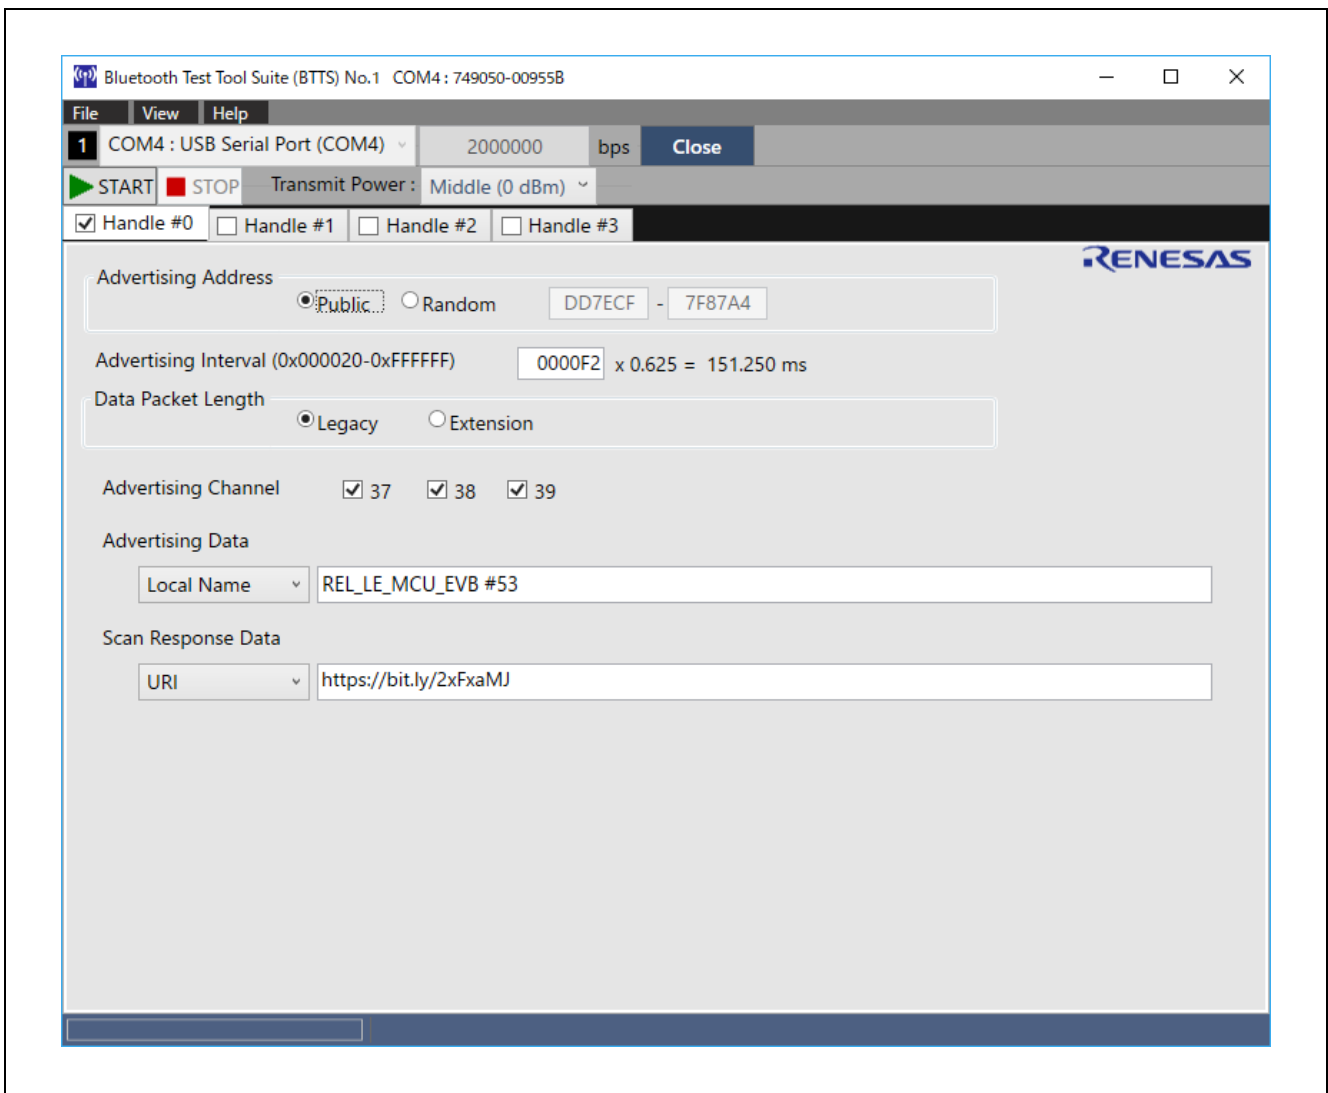 Bluetooth Test Tool Suite (BTTS) No.1 COM4 : 749050-00955B
File View Help
1 COM4 : USB Serial Port (COM4) 2000000 bps Close
START STOP Transmit Power : Middle (0 dBm)
Handle #0 Handle #1 Handle #2 Handle #3
RENESAS
Advertising Address
Public Random DD7ECF - 7F87A4
Advertising Interval (0x000020-0xFFFFFF) 0000F2 x 0.625 = 151.250 ms
Data Packet Length
Legacy Extension
Advertising Channel 37 38 39
Advertising Data
Local Name REL_LE_MCU_EVB #53
Scan Response Data
URI https://bit.ly/2xFxaMJ